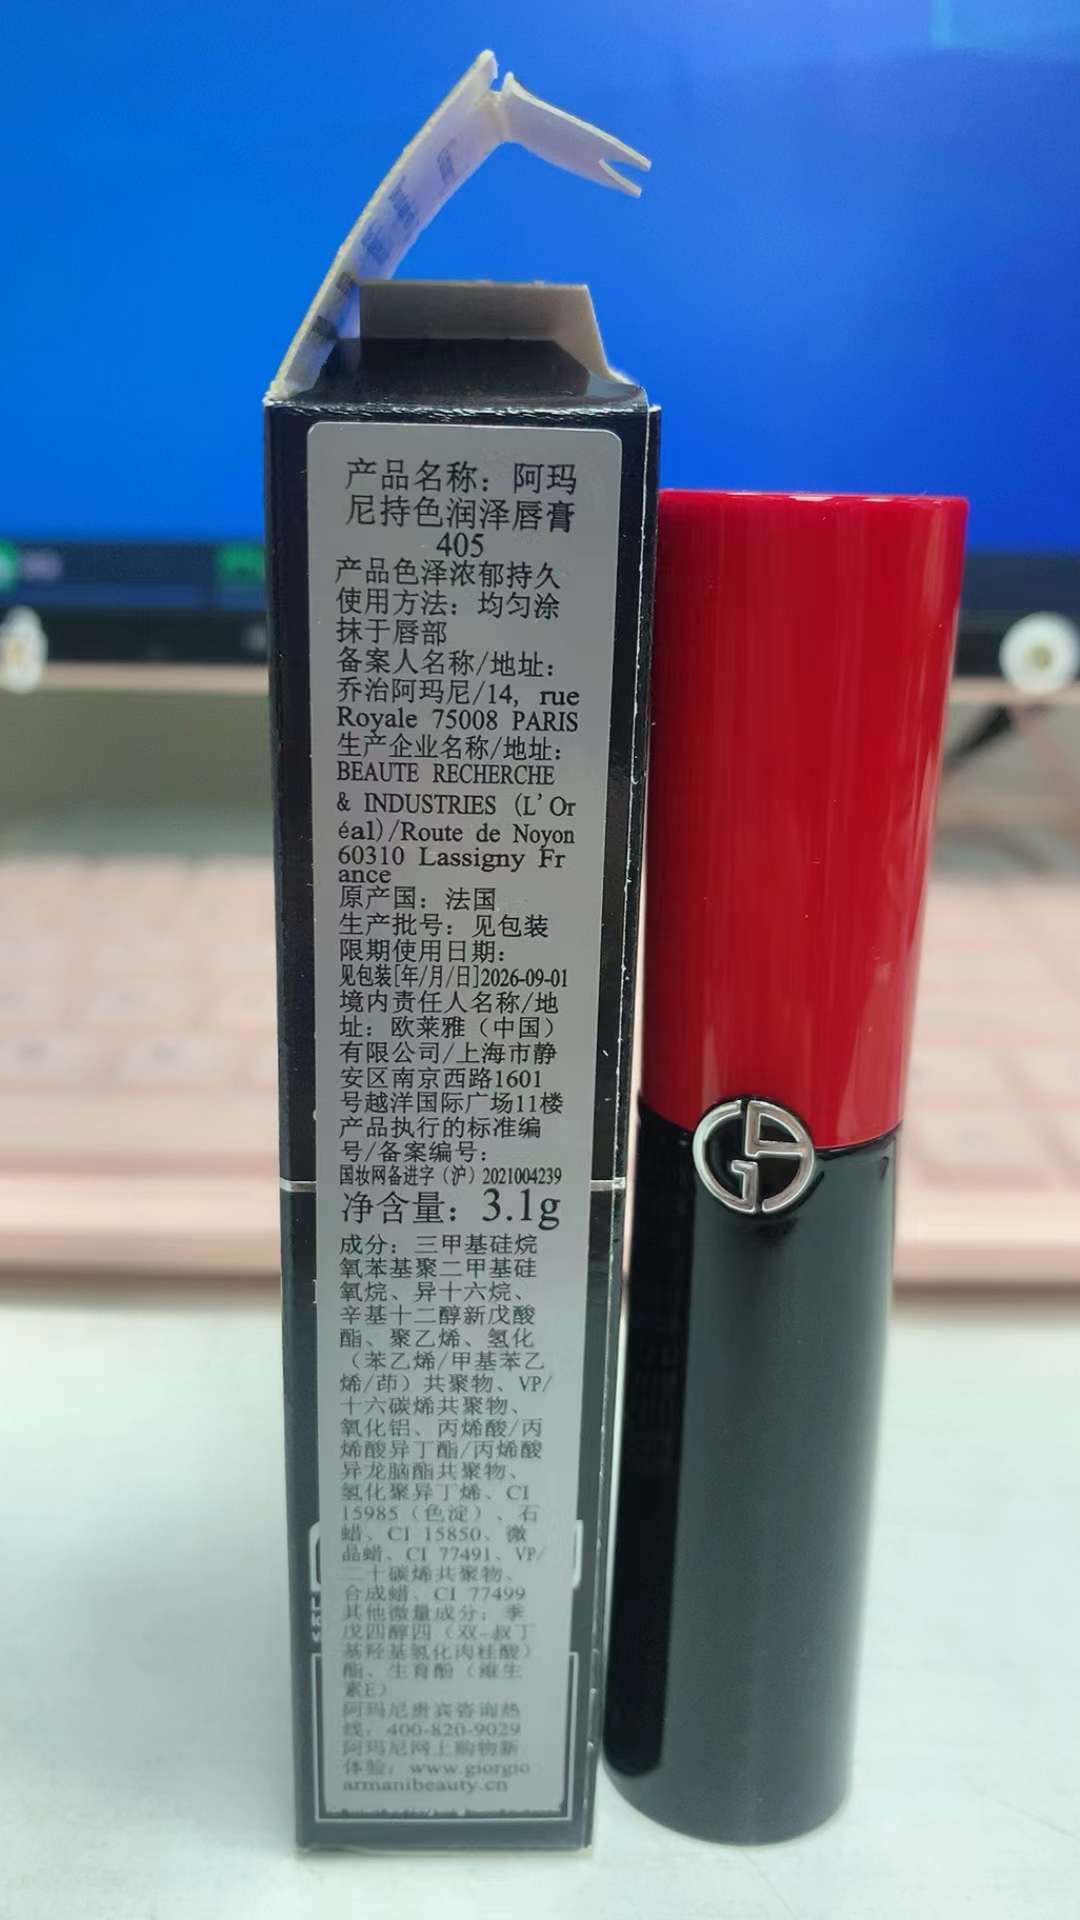 产品名称：阿玛
尼持色润泽唇膏
405
产品色泽浓郁持久
使用方法：均匀涂
抹于唇部
备案人名称/地址：
乔治阿玛尼/14, rue
Royale 75008 PARIS
生产企业名称/地址：
BEAUTE RECHERCHE
& INDUSTRIES (L'Or
éal)/Route de Noyon
60310 Lassigny Fr
ance
原产国：法国
生产批号：见包装
限期使用日期：
见包装[年/月/日]2026-09-01
境内责任人名称/地
址：欧莱雅（中国）
有限公司/上海市静
安区南京西路1601
号越洋国际广场11楼
产品执行的标准编
号/备案编号：
国妆网备进字（沪）2021004239
净含量：3.1g
成分：三甲基硅烷
氧苯基聚二甲基硅
氧烷、异十六烷、
辛基十二醇新戊酸
酯、聚乙烯、氢化
（苯乙烯/甲基苯乙
烯/茚）共聚物、VP/
十六碳烯共聚物、
氧化铝、丙烯酸/丙
烯酸异丁酯/丙烯酸
异龙脑酯共聚物、
氢化聚异丁烯、CI
15985（色淀）、石
蜡、CI 15850、微
晶蜡、CI 77491、VP/
二十碳烯共聚物、
合成蜡、CI 77499
其他微量成分：季
戊四醇四（双-叔丁
基羟基氢化肉桂酸）
酯、生育酚（维生
素E）
阿玛尼贵宾咨询热
线：400-820-9029
阿玛尼网上购物新
体验：www.giorgio
armanibeauty.cn